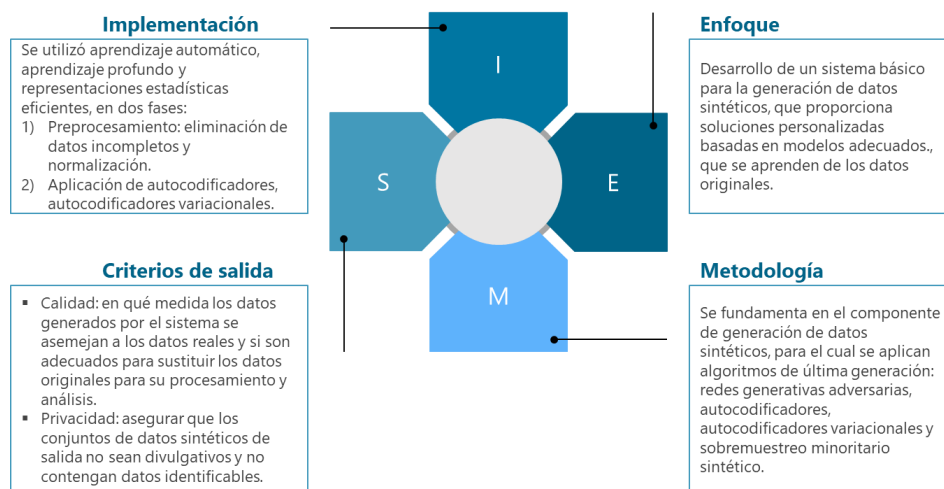 Implementación
Se utilizó aprendizaje automático,
aprendizaje profundo y
representaciones estadísticas
eficientes, en dos fases:
1) Preprocesamiento: eliminación de
datos incompletos y
normalización.
2) Aplicación de autocodificadores,
autocodificadores variacionales.
I
S
E
M
Enfoque
Desarrollo de un sistema básico
para la generación de datos
sintéticos, que proporciona
soluciones personalizadas
basadas en modelos adecuados.,
que se aprenden de los datos
originales.
Criterios de salida
▪ Calidad: en qué medida los datos
generados por el sistema se
asemejan a los datos reales y si son
adecuados para sustituir los datos
originales para su procesamiento y
análisis.
▪ Privacidad: asegurar que los
conjuntos de datos sintéticos de
salida no sean divulgativos y no
contengan datos identificables.
Metodología
Se fundamenta en el componente
de generación de datos
sintéticos, para el cual se aplican
algoritmos de última generación:
redes generativas adversarias,
autocodificadores,
autocodificadores variacionales y
sobremuestreo minoritario
sintético.